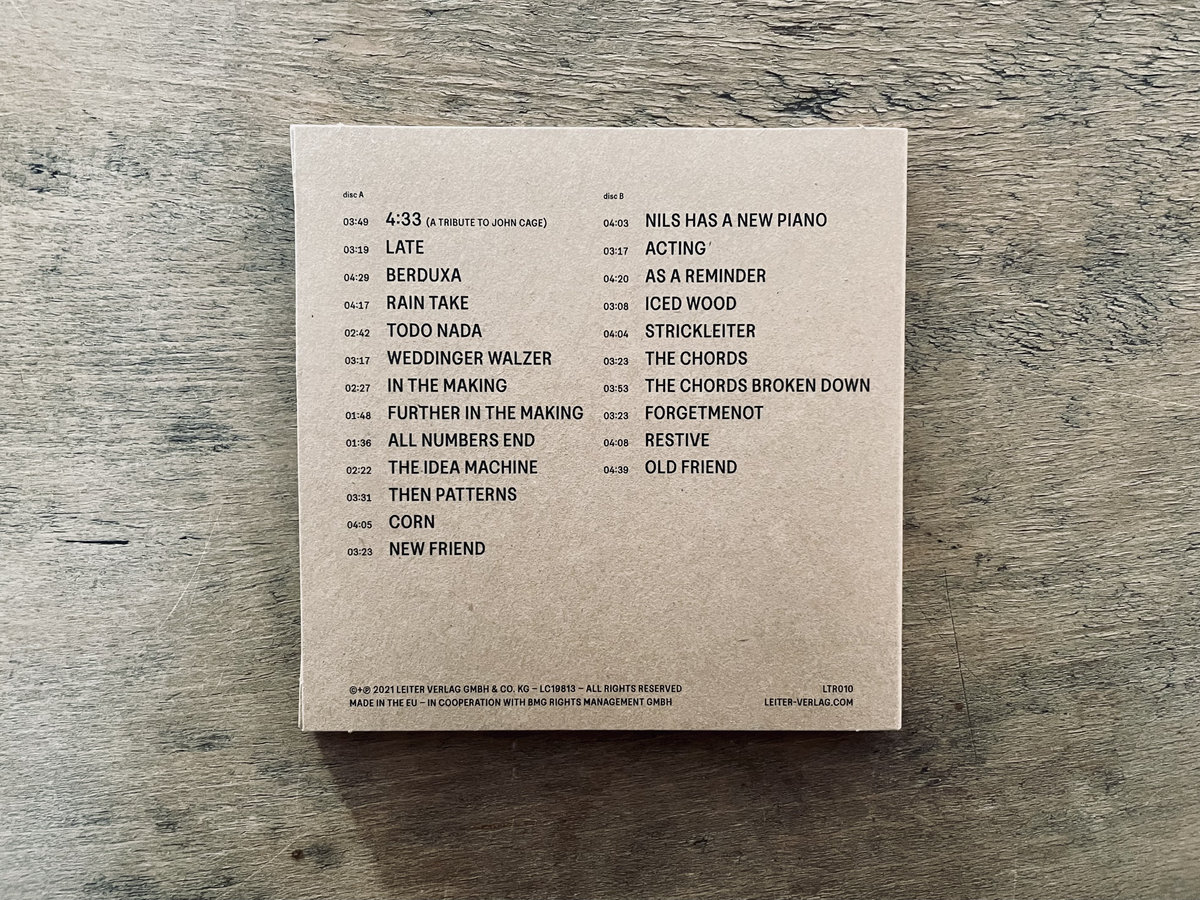 disc A
03:49 4:33 (A TRIBUTE TO JOHN CAGE)
03:19 LATE
04:29 BERDUXA
04:17 RAIN TAKE
02:42 TODO NADA
03:17 WEDDINGER WALZER
02:27 IN THE MAKING
01:48 FURTHER IN THE MAKING
01:36 ALL NUMBERS END
02:22 THE IDEA MACHINE
03:31 THEN PATTERNS
04:05 CORN
03:23 NEW FRIEND
disc B
04:03 NILS HAS A NEW PIANO
03:17 ACTING
04:20 AS A REMINDER
03:08 ICED WOOD
04:04 STRICKLEITER
03:23 THE CHORDS
03:53 THE CHORDS BROKEN DOWN
03:23 FORGETMENOT
04:08 RESTIVE
04:39 OLD FRIEND
©+℗ 2021 LEITER VERLAG GMBH & CO. KG – LC19813 – ALL RIGHTS RESERVED
MADE IN THE EU – IN COOPERATION WITH BMG RIGHTS MANAGEMENT GMBH
LTR010
LEITER-VERLAG.COM